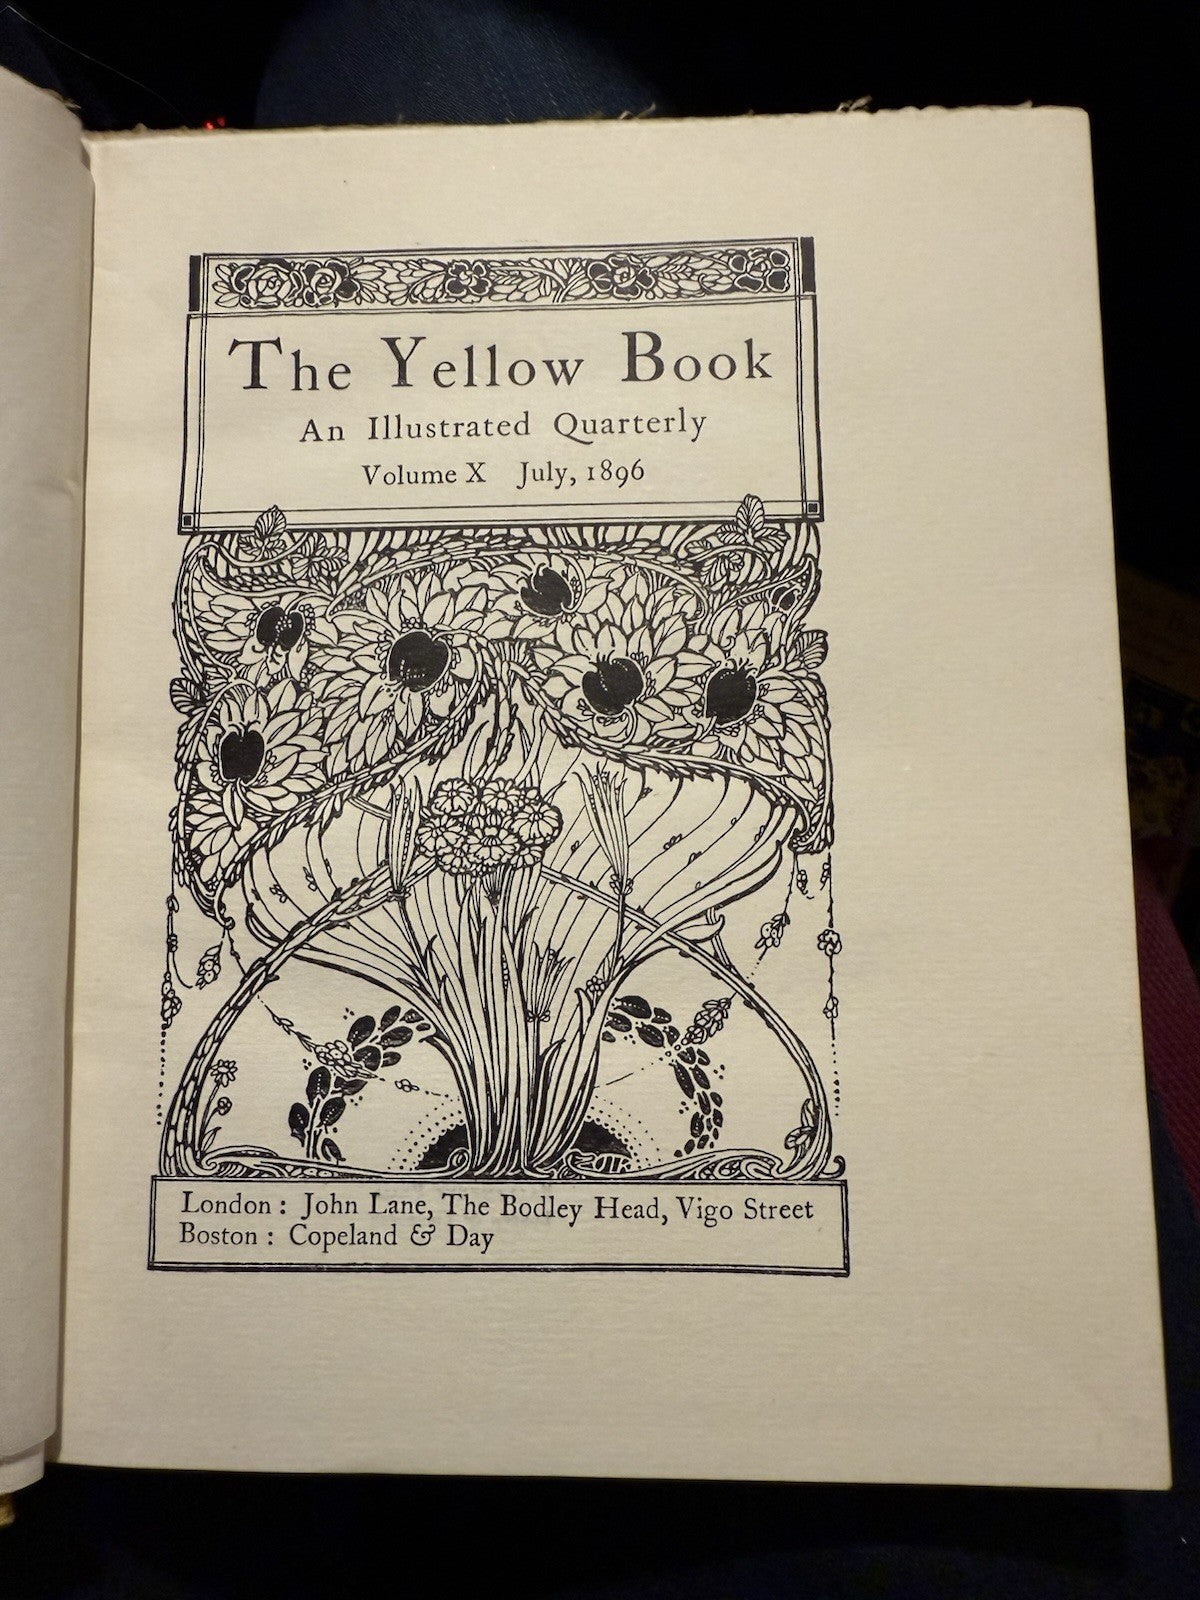 The Yellow Book
An Illustrated Quarterly
Volume X July, 1896
London : John Lane, The Bodley Head, Vigo Street
Boston : Copeland & Day